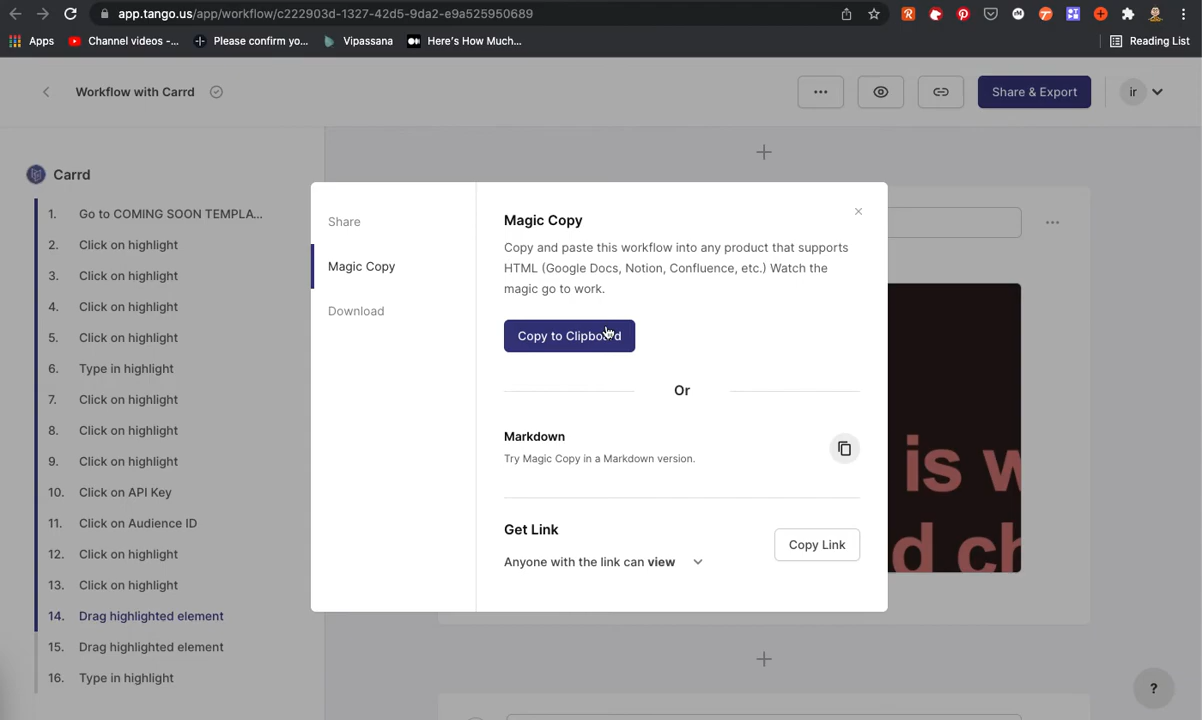 app.tango.us/app/workflow/c222903d-1327-42d5-9da2-e9a525950689
Apps
Channel videos -...
Please confirm yo...
Vipassana
Here's How Much...
Reading List
Workflow with Carrd
Share & Export
ir
Carrd
1. Go to COMING SOON TEMPLA...
2. Click on highlight
3. Click on highlight
4. Click on highlight
5. Click on highlight
6. Type in highlight
7. Click on highlight
8. Click on highlight
9. Click on highlight
10. Click on API Key
11. Click on Audience ID
12. Click on highlight
13. Click on highlight
14. Drag highlighted element
15. Drag highlighted element
16. Type in highlight
Share
Magic Copy
Download
Magic Copy
Copy and paste this workflow into any product that supports
HTML (Google Docs, Notion, Confluence, etc.) Watch the
magic go to work.
Copy to Clipboard
Or
Markdown
Try Magic Copy in a Markdown version.
Get Link
Anyone with the link can view
Copy Link
is w
d ch
?